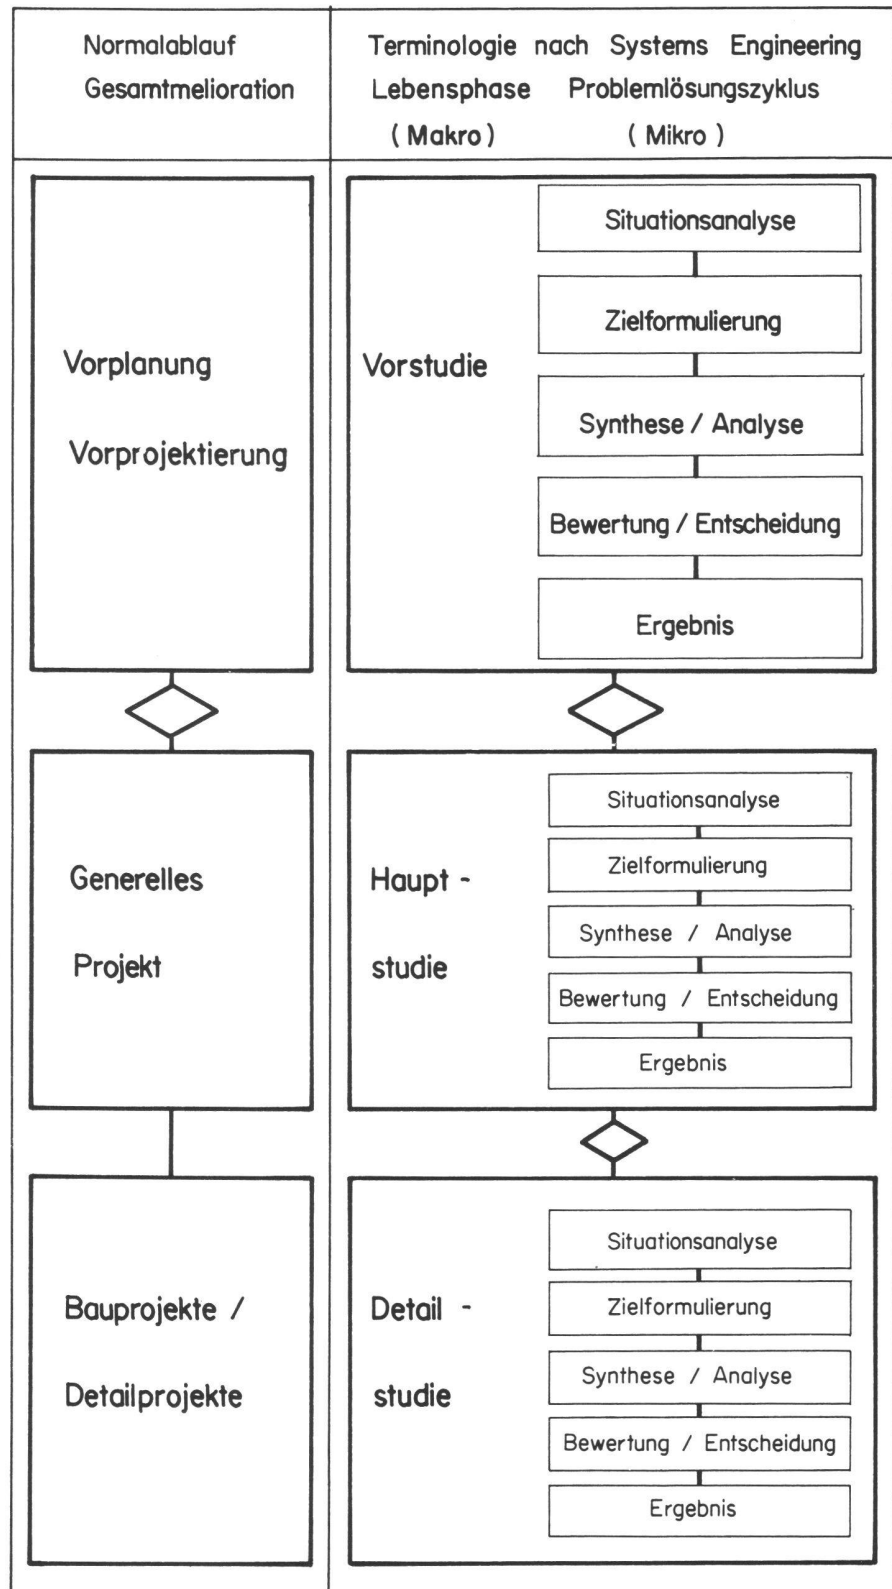 Normalablauf
Gesamtmelioration
Terminologie nach Systems Engineering
Lebensphase Problemlösungszyklus
( Makro ) ( Mikro )
Vorplanung
Vorprojektierung
Vorstudie
Situationsanalyse
Zielformulierung
Synthese / Analyse
Bewertung / Entscheidung
Ergebnis
Generelles
Projekt
Haupt -
studie
Situationsanalyse
Zielformulierung
Synthese / Analyse
Bewertung / Entscheidung
Ergebnis
Bauprojekte /
Detailprojekte
Detail -
studie
Situationsanalyse
Zielformulierung
Synthese / Analyse
Bewertung / Entscheidung
Ergebnis